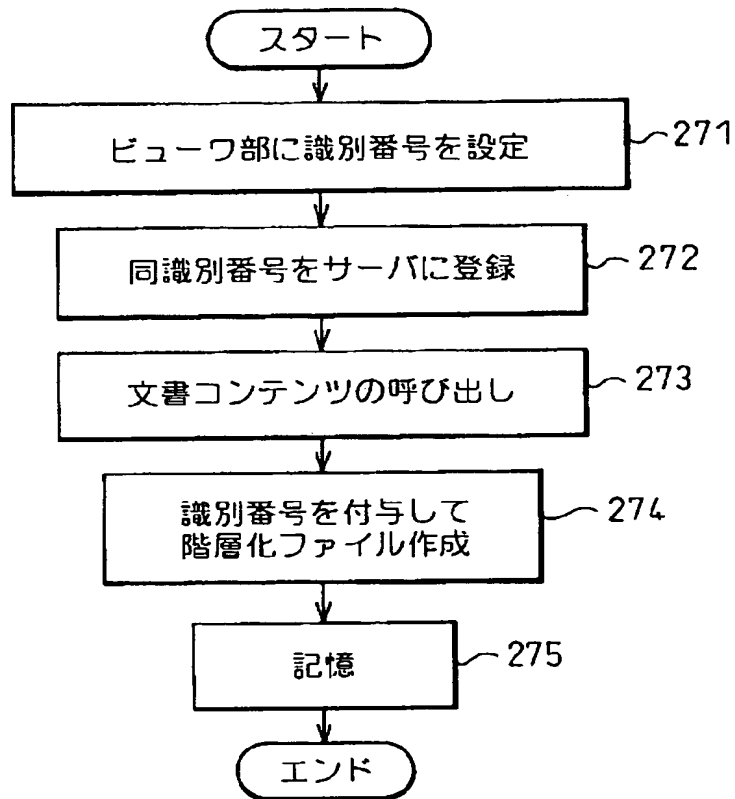 スタート
ビューワ部に識別番号を設定
271
同識別番号をサーバに登録
272
文書コンテンツの呼び出し
273
識別番号を付与して
階層化ファイル作成
274
記憶
275
エンド